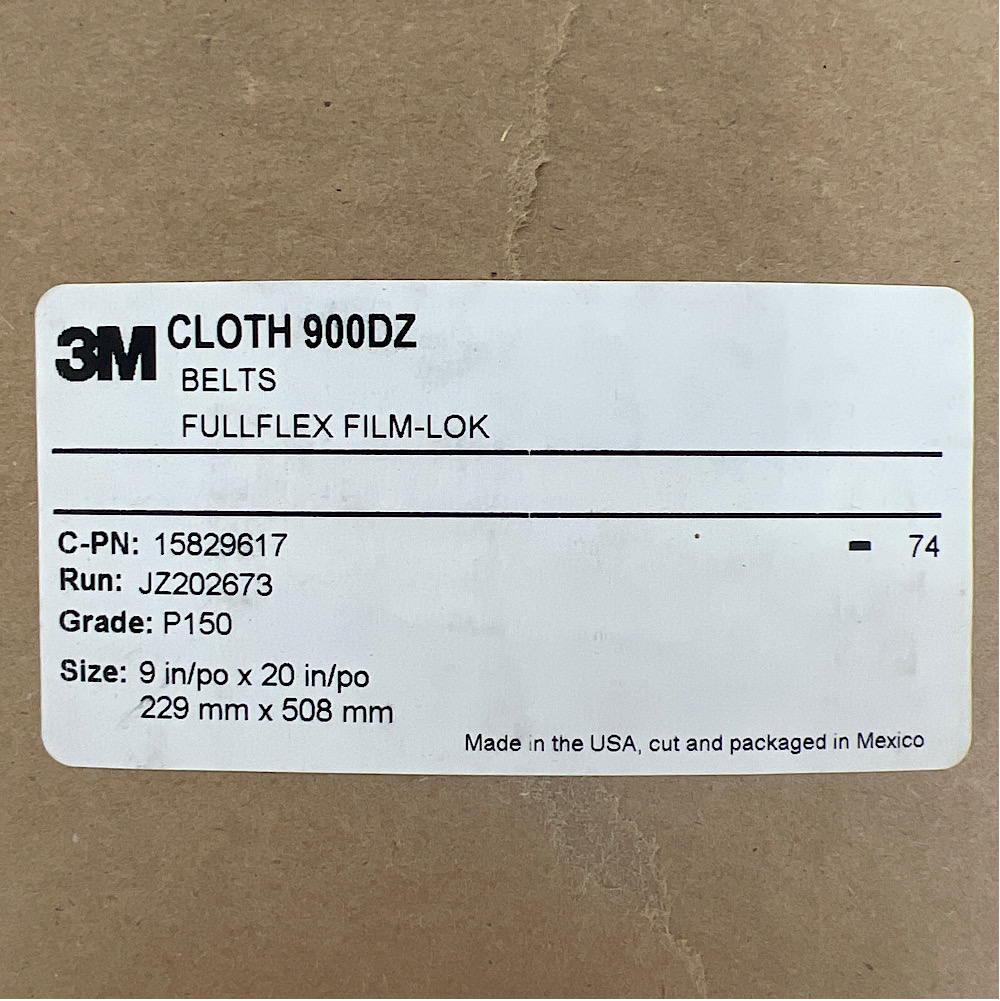 3M CLOTH 900DZ
BELTS
FULLFLEX FILM-LOK
C-PN: 15829617 - 74
Run: JZ202673
Grade: P150
Size: 9 in/po x 20 in/po
229 mm x 508 mm
Made in the USA, cut and packaged in Mexico